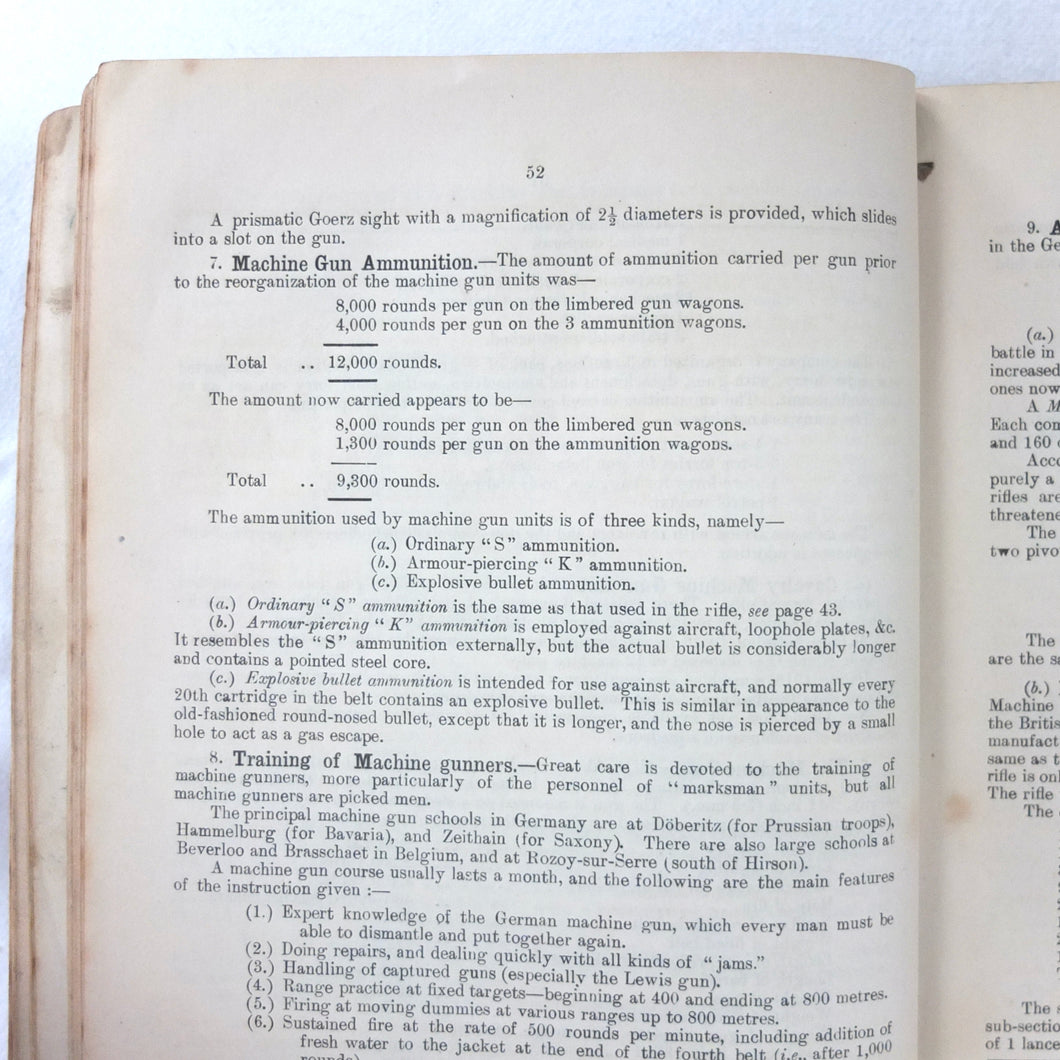 52
A prismatic Goerz sight with a magnification of 2½ diameters is provided, which slides
into a slot on the gun.
7. Machine Gun Ammunition.—The amount of ammunition carried per gun prior
to the reorganization of the machine gun units was—
8,000 rounds per gun on the limbered gun wagons.
4,000 rounds per gun on the 3 ammunition wagons.
Total .. 12,000 rounds.
The amount now carried appears to be—
8,000 rounds per gun on the limbered gun wagons.
1,300 rounds per gun on the ammunition wagons.
Total .. 9,300 rounds.
The ammunition used by machine gun units is of three kinds, namely—
(a.) Ordinary “S” ammunition.
(b.) Armour-piercing “K” ammunition.
(c.) Explosive bullet ammunition.
(a.) Ordinary “S” ammunition is the same as that used in the rifle, see page 43.
(b.) Armour-piercing “K” ammunition is employed against aircraft, loophole plates, &c.
It resembles the “S” ammunition externally, but the actual bullet is considerably longer
and contains a pointed steel core.
(c.) Explosive bullet ammunition is intended for use against aircraft, and normally every
20th cartridge in the belt contains an explosive bullet. This is similar in appearance to the
old-fashioned round-nosed bullet, except that it is longer, and the nose is pierced by a small
hole to act as a gas escape.
8. Training of Machine gunners.—Great care is devoted to the training of
machine gunners, more particularly of the personnel of “marksman” units, but all
machine gunners are picked men.
The principal machine gun schools in Germany are at Döberitz (for Prussian troops),
Hammelburg (for Bavaria), and Zeithain (for Saxony). There are also large schools at
Beverloo and Brasschaet in Belgium, and at Rozoy-sur-Serre (south of Hirson).
A machine gun course usually lasts a month, and the following are the main features
of the instruction given :—
(1.) Expert knowledge of the German machine gun, which every man must be
able to dismantle and put together again.
(2.) Doing repairs, and dealing quickly with all kinds of “jams.”
(3.) Handling of captured guns (especially the Lewis gun).
(4.) Range practice at fixed targets—beginning at 400 and ending at 800 metres.
(5.) Firing at moving dummies at various ranges up to 800 metres.
(6.) Sustained fire at the rate of 500 rounds per minute, including addition of
fresh water to the jacket at the end of the fourth belt (i.e., after 1,000
rounds)
9.
in the
(a.)
battle in
increased
ones now
A
Each
and 160
purely a
rifles are
The
two
The
are the
(b.)
Machine
the
same as
rifle is
The rifle
The
The
of 1 lance